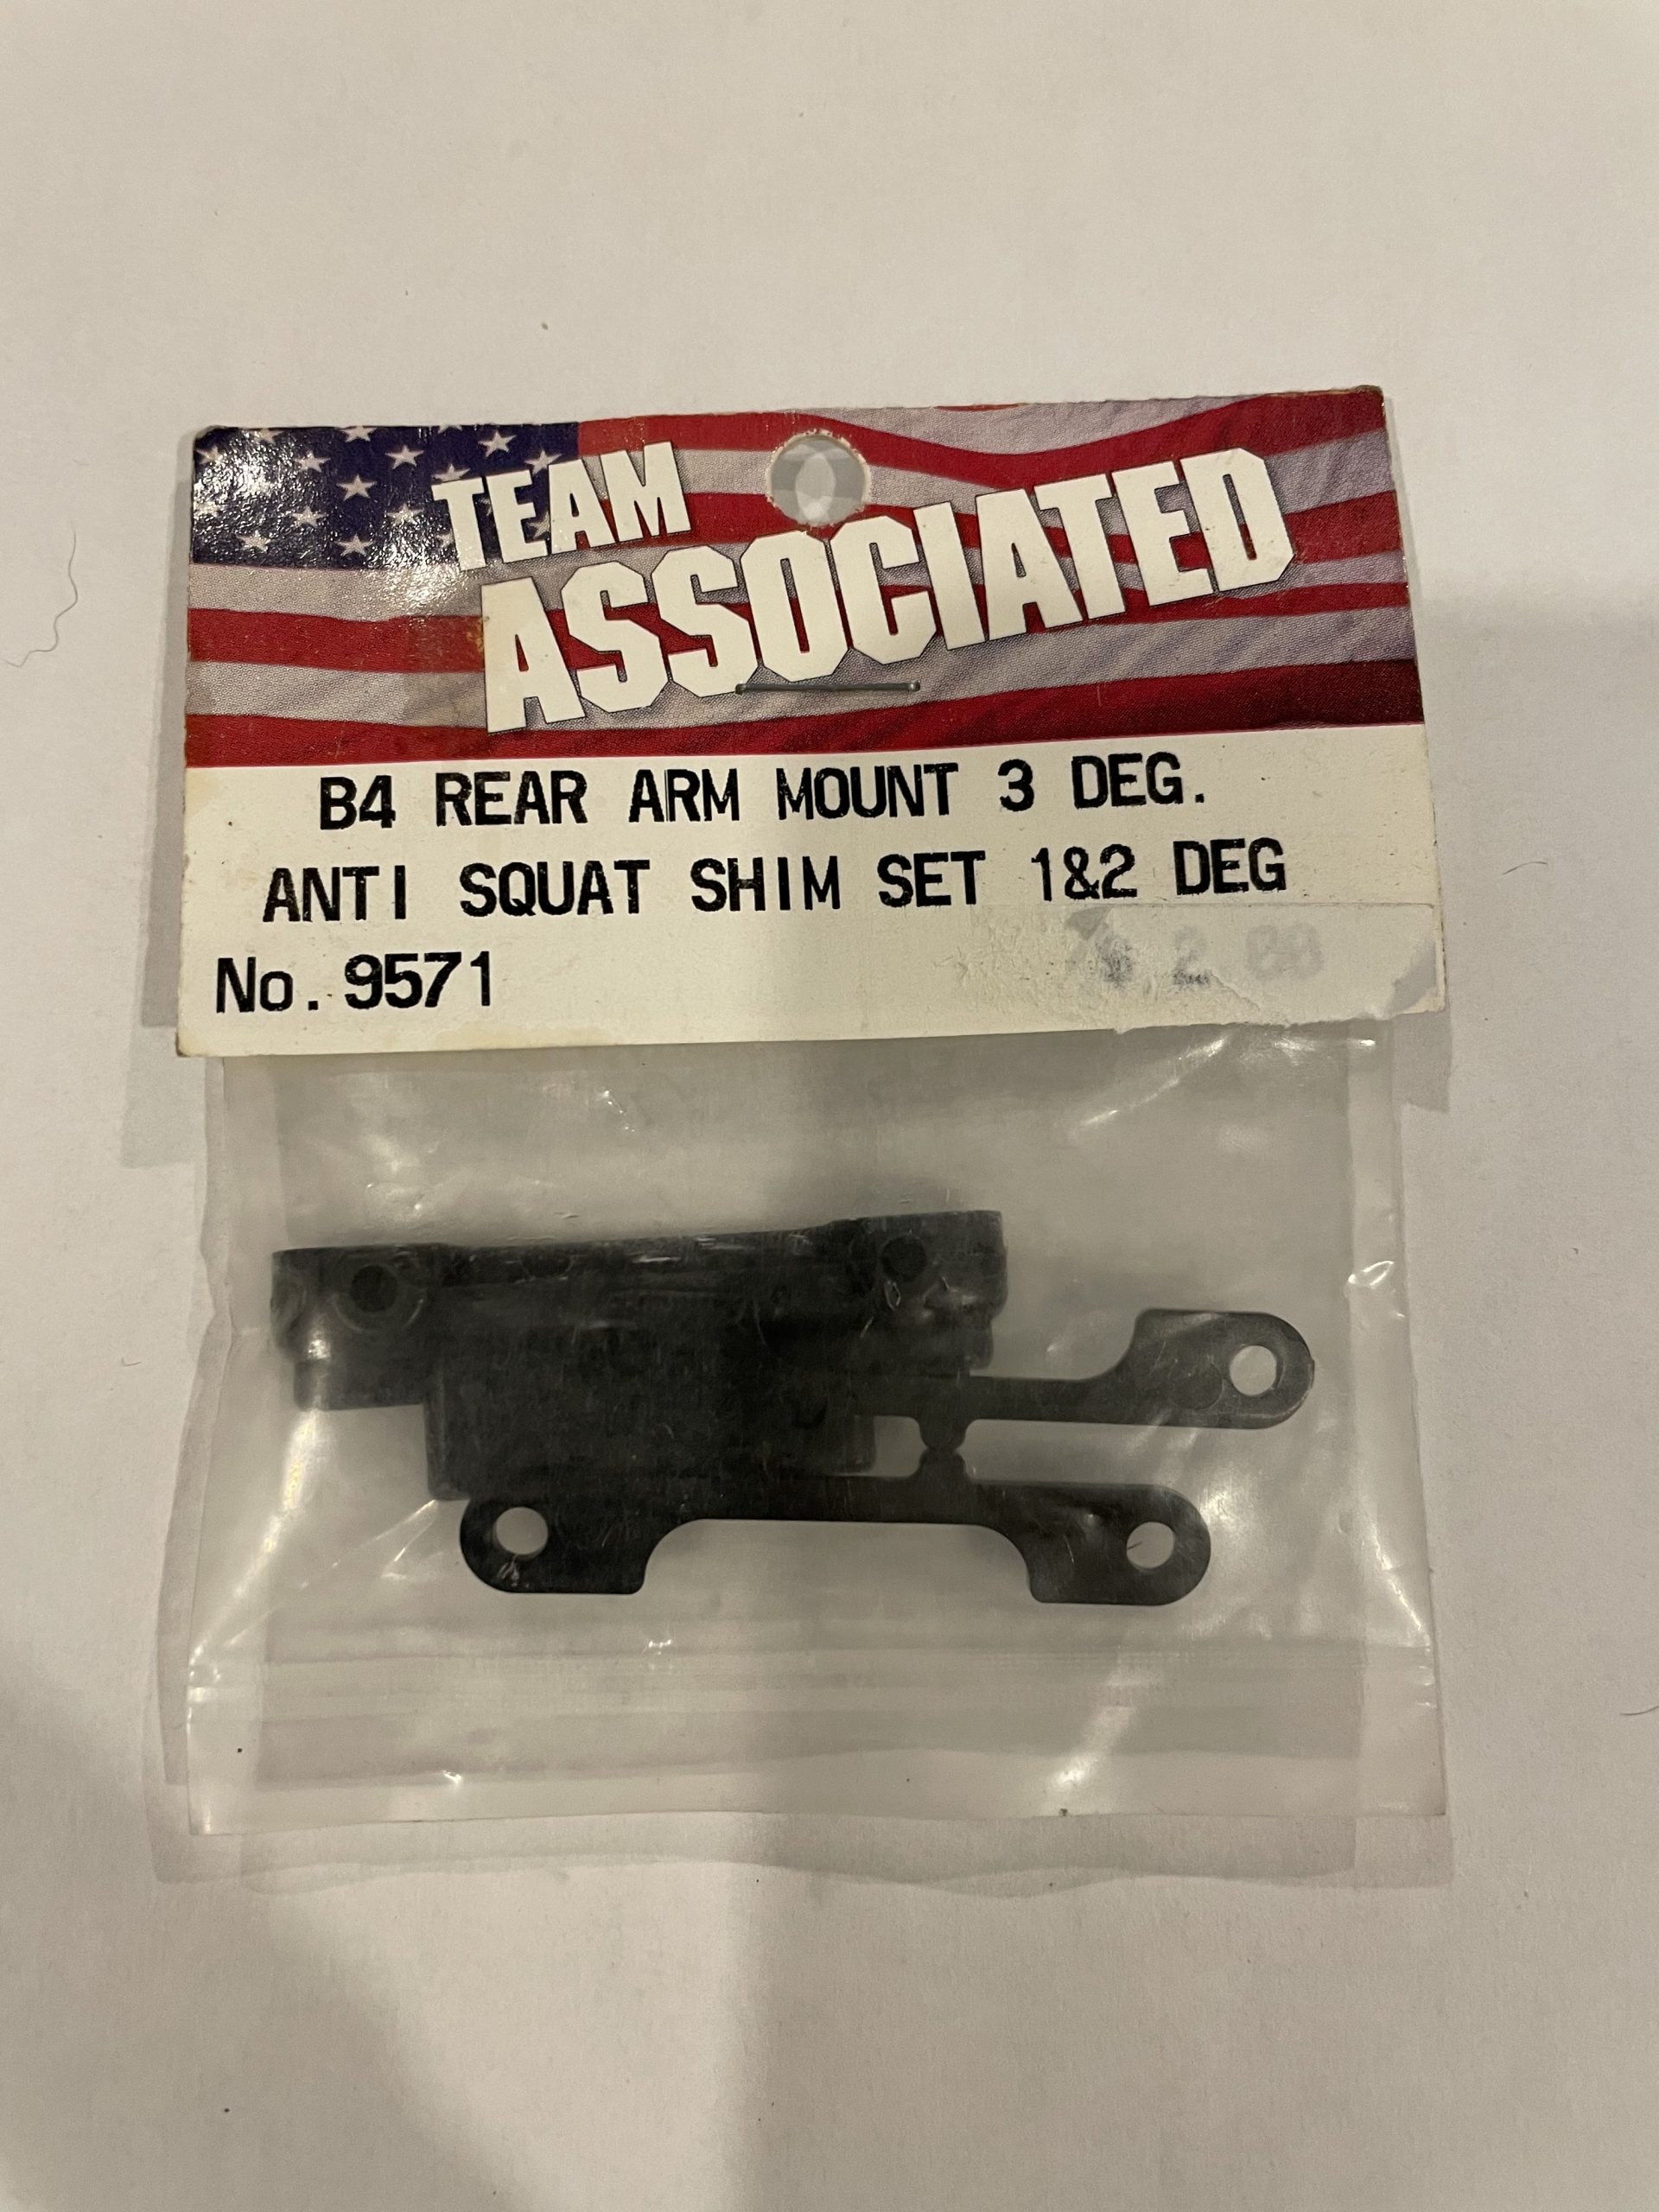 TEAM
ASSOCIATED
B4 REAR ARM MOUNT 3 DEG.
ANTI SQUAT SHIM SET 1&2 DEG
No. 9571